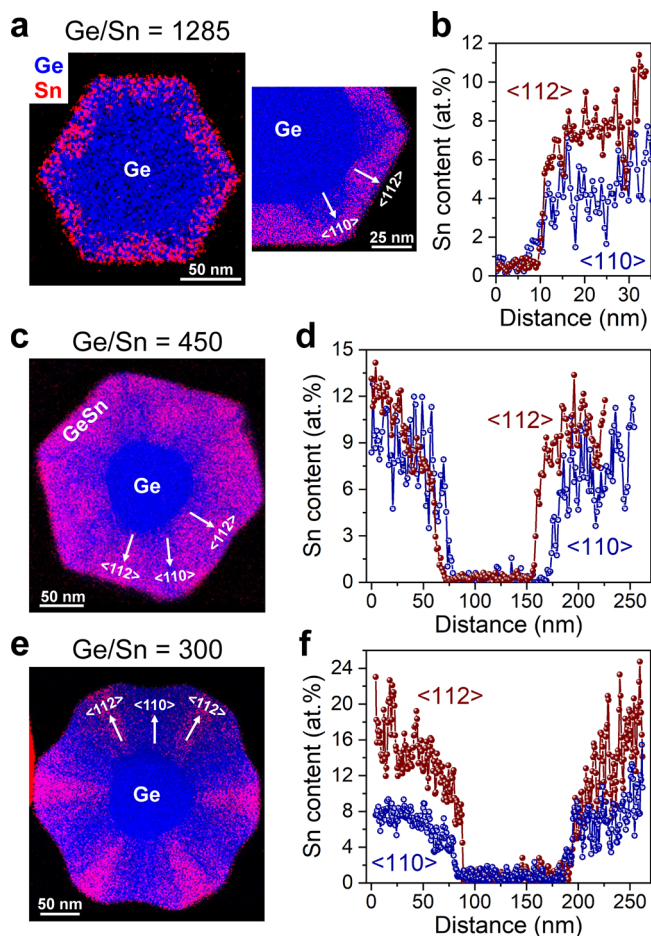 a Ge/Sn = 1285
Ge
Sn
Ge
50 nm
Ge
<110>
<112>
25 nm
b
Sn content (at.%)
12
10
8
6
4
2
0
<112>
<110>
0 10 20 30
Distance (nm)
c Ge/Sn = 450
GeSn
Ge
<112>
<110>
<112>
50 nm
d
Sn content (at.%)
15
12
9
6
3
0
<112>
<110>
0 50 100 150 200 250
Distance (nm)
e Ge/Sn = 300
<112> <110> <112>
Ge
50 nm
f
Sn content (at.%)
24
20
16
12
8
4
0
<112>
<110>
0 50 100 150 200 250
Distance (nm)